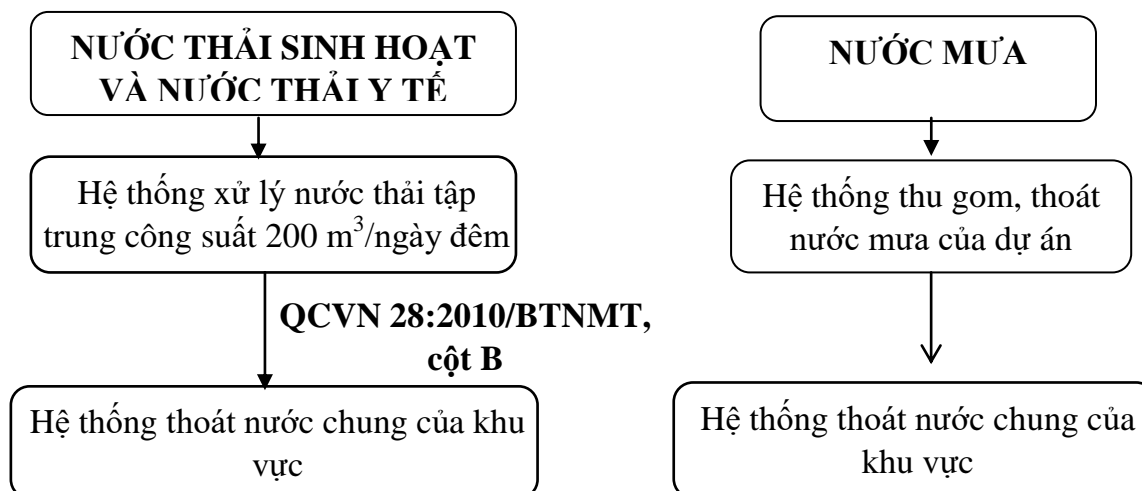 NƯỚC THẢI SINH HOẠT
VÀ NƯỚC THẢI Y TẾ
Hệ thống xử lý nước thải tập
trung công suất 200 m³/ngày đêm
QCVN 28:2010/BTNMT,
cột B
Hệ thống thoát nước chung của khu
vực
NƯỚC MƯA
Hệ thống thu gom, thoát
nước mưa của dự án
Hệ thống thoát nước chung của
khu vực